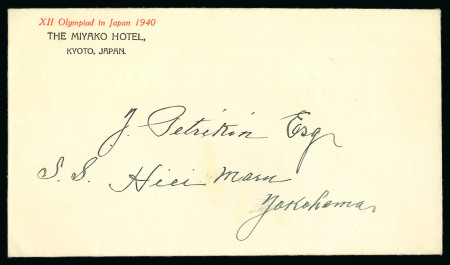 XII Olympiad in Japan 1940
THE MIYAKO HOTEL,
KYOTO, JAPAN.
J. Petrikin Esq
S. S. Hiei Maru
Yokohama